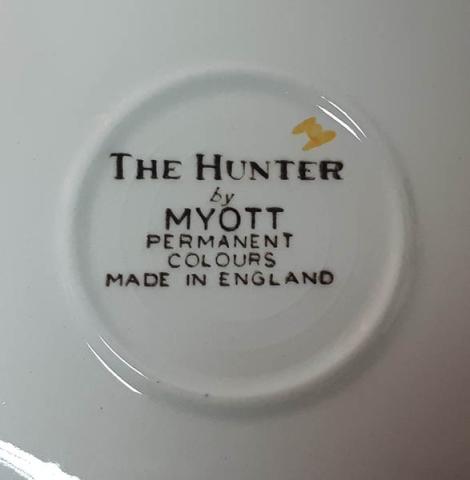 THE HUNTER
by
MYOTT
PERMANENT
COLOURS
MADE IN ENGLAND